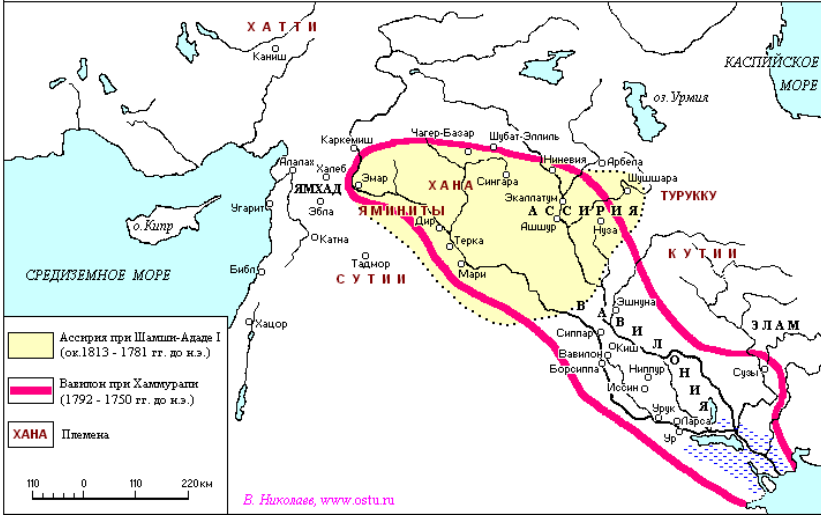 ХАТТИ
Каниш
КАСПИЙСКОЕ
МОРЕ
оз.Урмия
Чагер-Базар
Шубат-Эллиль
Каркемиш
Ниневия
Арбела
Алалах
Халеб
ЯМХАД
Эмар
ХАНА
Сингара
Шушшара
ТУРУККУ
Экаллатум
АССИРИЯ
Угарит
Эбла
ЯМИНИТЫ
Дир
Ашшур
Нуза
о.Кипр
Катна
Терка
КУТИИ
Тадмор
Мари
СРЕДИЗЕМНОЕ МОРЕ
Библ
СУТИИ
Эшнуна
ВАВИЛОНИЯ
Хацор
Сиппар
ЭЛАМ
Вавилон
Киш
Борсиппа
Ниппур
Сузы
Иссин
Урук
Ларса
Ур
Ассирия при Шамши-Ададе I
(ок.1813 - 1781 гг. до н.э.)
Вавилон при Хаммурапи
(1792 - 1750 гг. до н.э.)
ХАНА Племена
110 0 110 220км
В. Николаев, www.ostu.ru